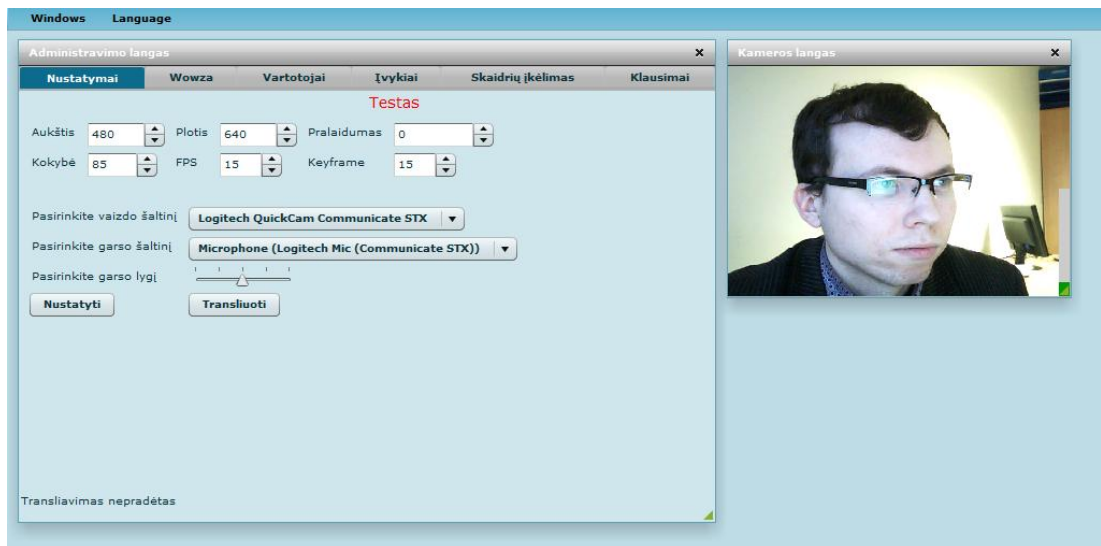 Windows Language
Administravimo langas x
Nustatymai Wowza Vartotojai Įvykiai Skaidrių įkėlimas Klausimai
Testas
Aukštis 480 Plotis 640 Pralaidumas 0
Kokybė 85 FPS 15 Keyframe 15
Pasirinkite vaizdo šaltinį Logitech QuickCam Communicate STX
Pasirinkite garso šaltinį Microphone (Logitech Mic (Communicate STX))
Pasirinkite garso lygį
Nustatyti Transliuoti
Transliavimas nepradėtas
Kameros langas x